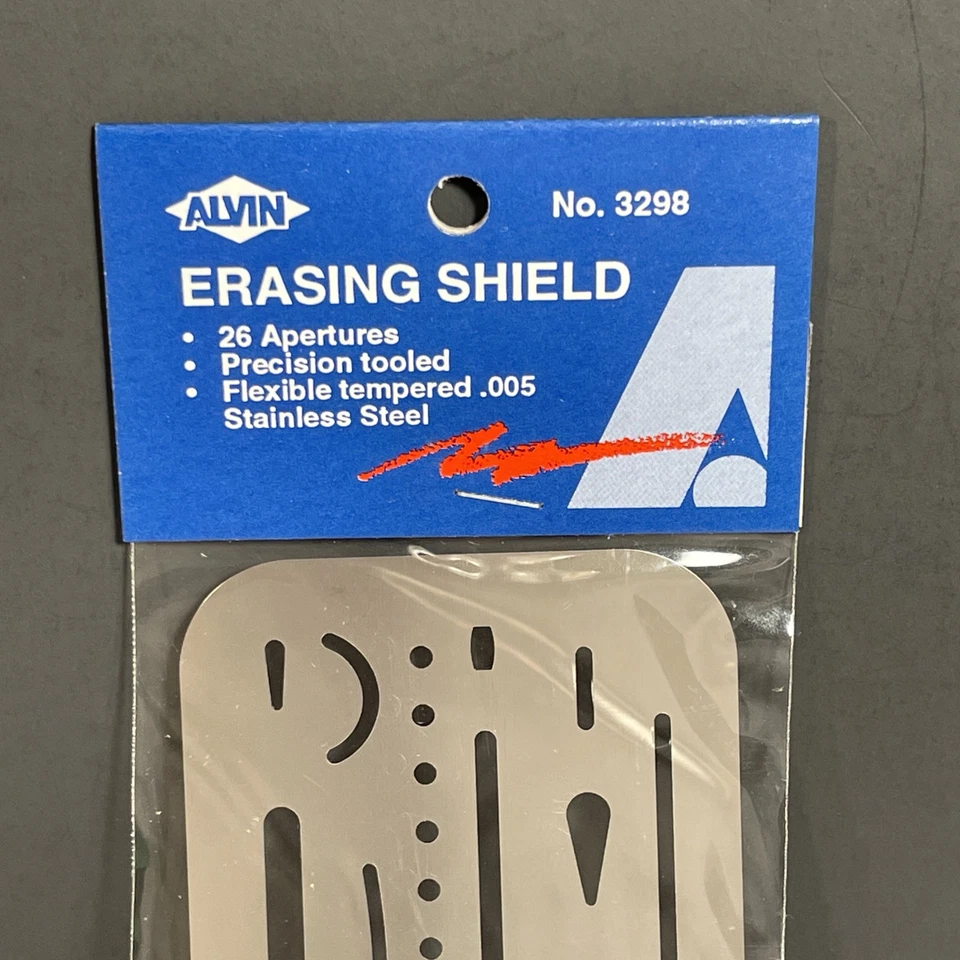 ALVIN
No. 3298
ERASING SHIELD
• 26 Apertures
• Precision tooled
• Flexible tempered .005
Stainless Steel